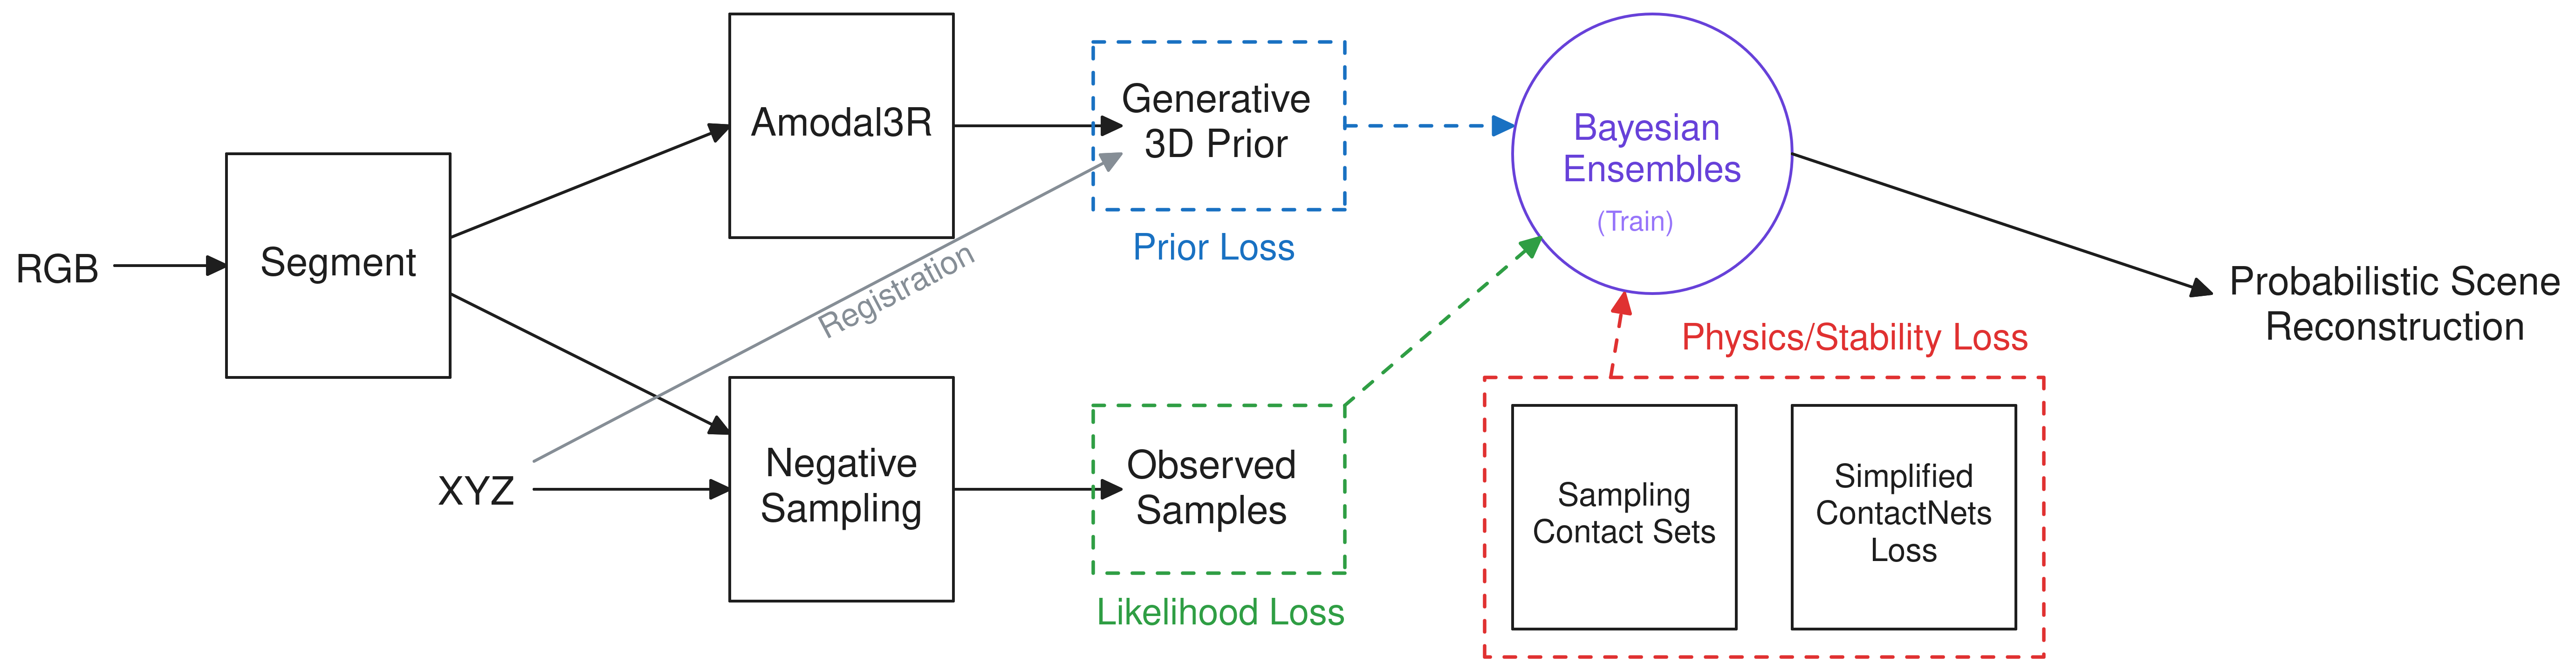 RGB
Segment
Amodal3R
Registration
XYZ
Negative
Sampling
Generative
3D Prior
Prior Loss
Observed
Samples
Likelihood Loss
Bayesian
Ensembles
(Train)
Physics/Stability Loss
Sampling
Contact Sets
Simplified
ContactNets
Loss
Probabilistic Scene
Reconstruction